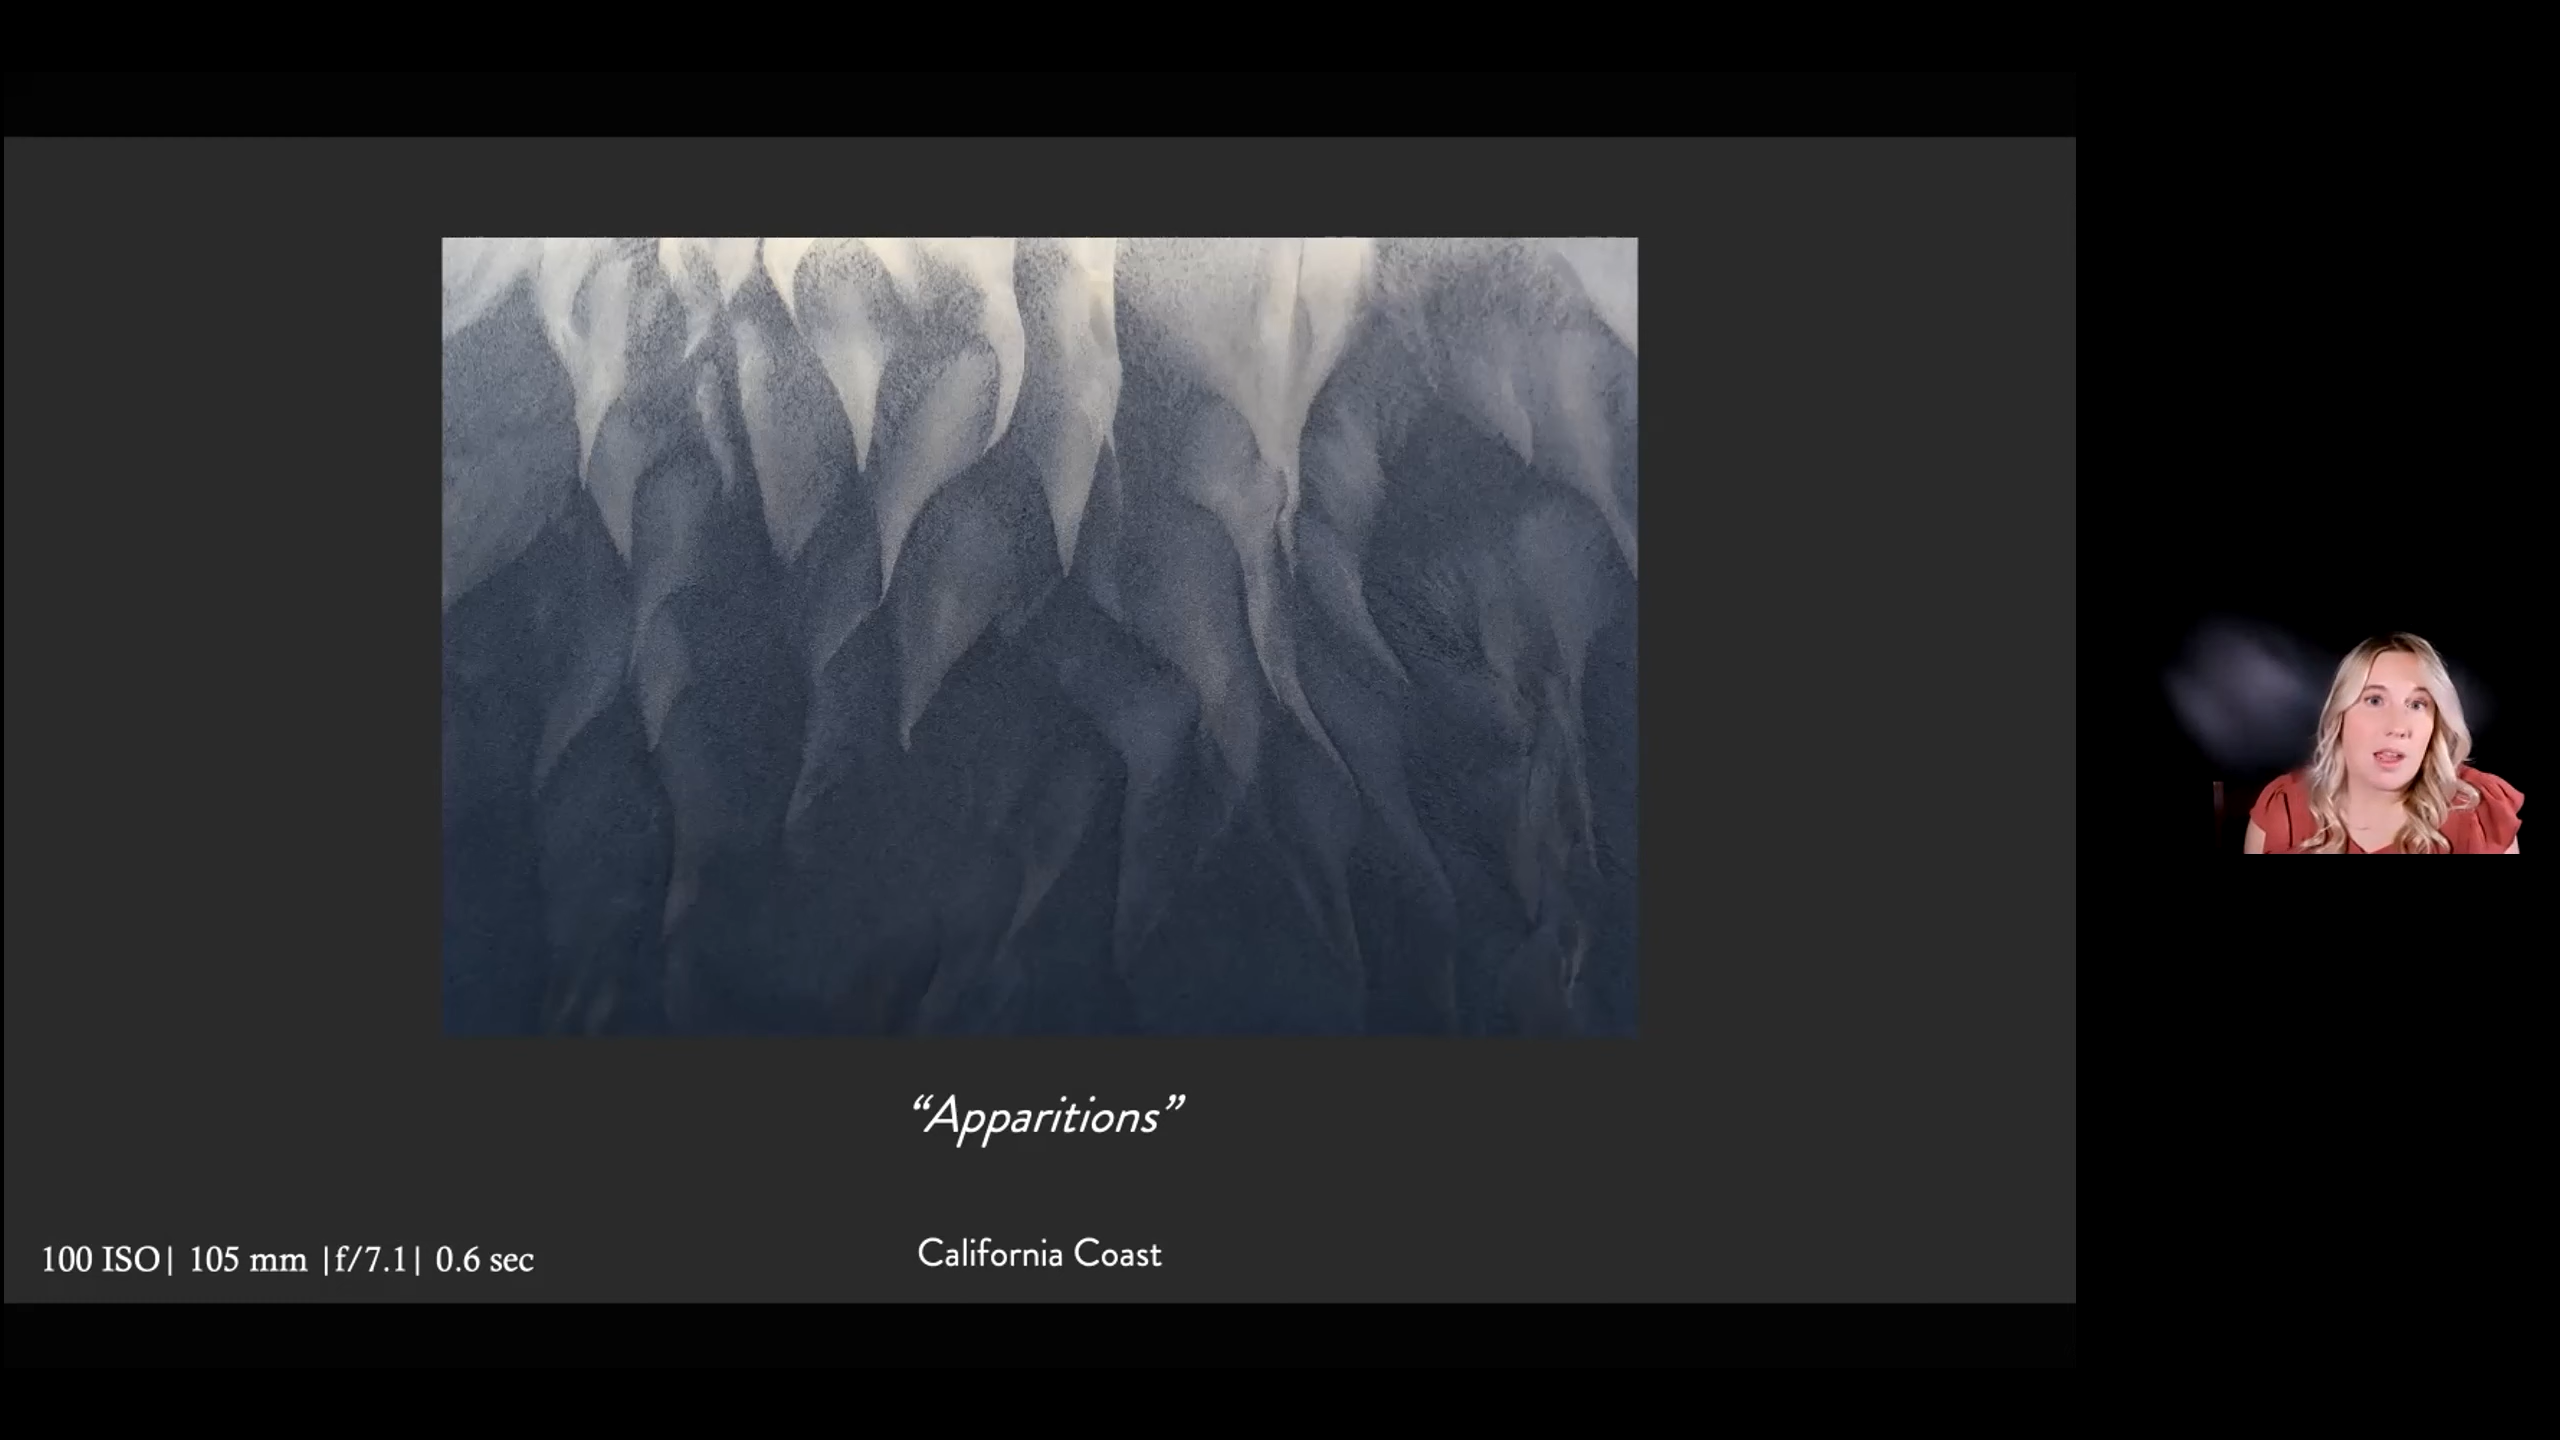 “Apparitions”
California Coast
100 ISO| 105 mm |f/7.1| 0.6 sec